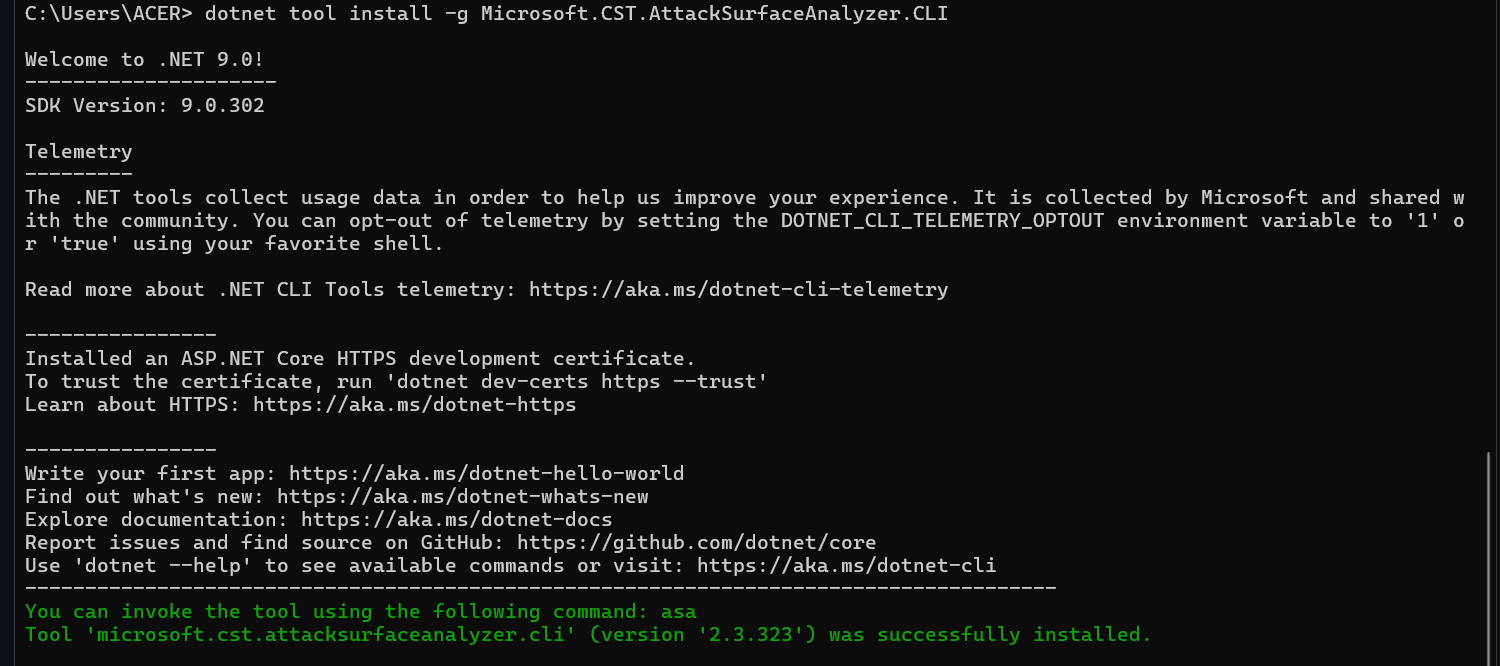 C:\Users\ACER> dotnet tool install -g Microsoft.CST.AttackSurfaceAnalyzer.CLI
Welcome to .NET 9.0!
---------------------
SDK Version: 9.0.302
Telemetry
---------
The .NET tools collect usage data in order to help us improve your experience. It is collected by Microsoft and shared w
ith the community. You can opt-out of telemetry by setting the DOTNET_CLI_TELEMETRY_OPTOUT environment variable to '1' o
r 'true' using your favorite shell.
Read more about .NET CLI Tools telemetry: https://aka.ms/dotnet-cli-telemetry
----------------
Installed an ASP.NET Core HTTPS development certificate.
To trust the certificate, run 'dotnet dev-certs https --trust'
Learn about HTTPS: https://aka.ms/dotnet-https
----------------
Write your first app: https://aka.ms/dotnet-hello-world
Find out what's new: https://aka.ms/dotnet-whats-new
Explore documentation: https://aka.ms/dotnet-docs
Report issues and find source on GitHub: https://github.com/dotnet/core
Use 'dotnet --help' to see available commands or visit: https://aka.ms/dotnet-cli
--------------------------------------------------------------------------------------
You can invoke the tool using the following command: asa
Tool 'microsoft.cst.attacksurfaceanalyzer.cli' (version '2.3.323') was successfully installed.